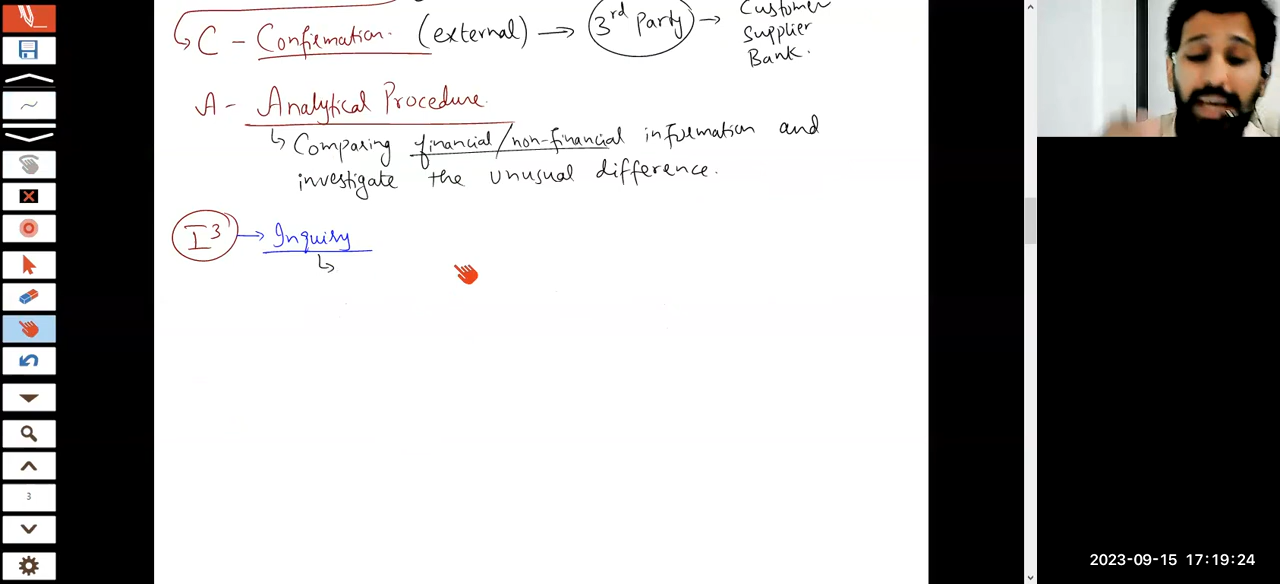 Customer
C - Confirmation. (external) → 3rd Party → Supplier
Bank.
A - Analytical Procedure.
↳ Comparing financial/non-financial information and
investigate the unusual difference.
I³ → Inquiry
↳
3
2023-09-15 17:19:24